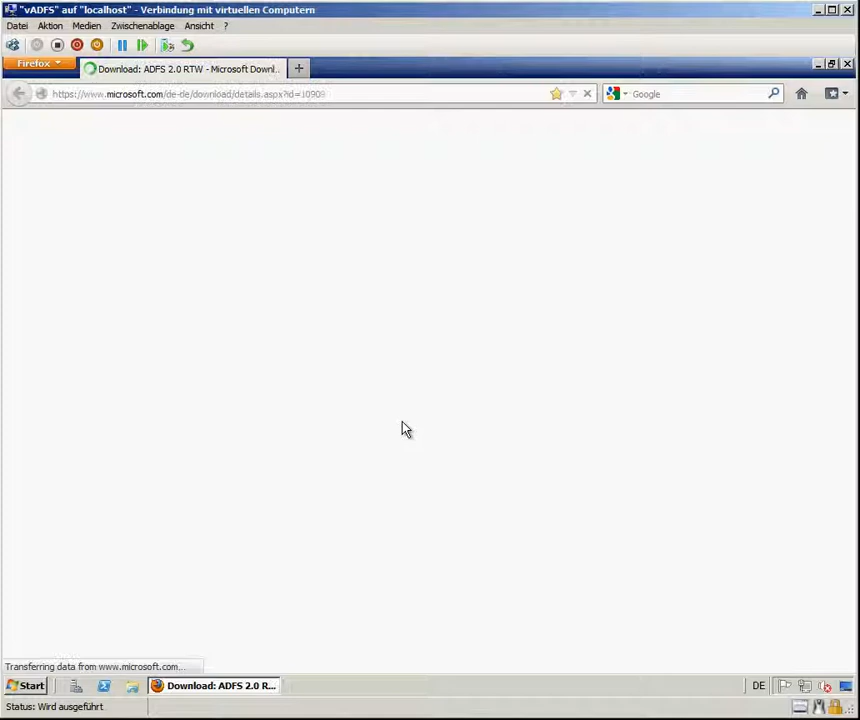 "vADFS" auf "localhost" - Verbindung mit virtuellen Computern
Datei Aktion Medien Zwischenablage Ansicht ?
Firefox
Download: ADFS 2.0 RTW - Microsoft Downl...
https://www.microsoft.com/de-de/download/details.aspx?id=10909
Google
Transferring data from www.microsoft.com...
Start
Download: ADFS 2.0 R...
DE
Status: Wird ausgeführt